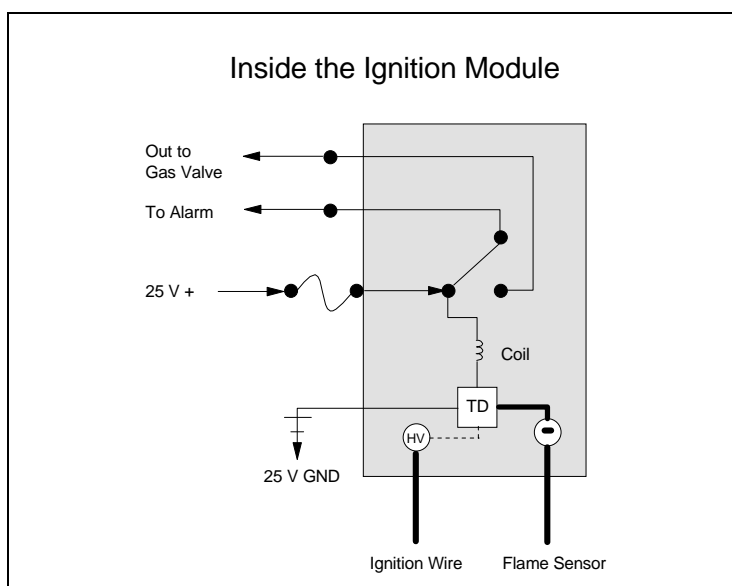 Inside the Ignition Module
Out to
Gas Valve
To Alarm
25 V +
Coil
TD
HV
25 V GND
Ignition Wire
Flame Sensor